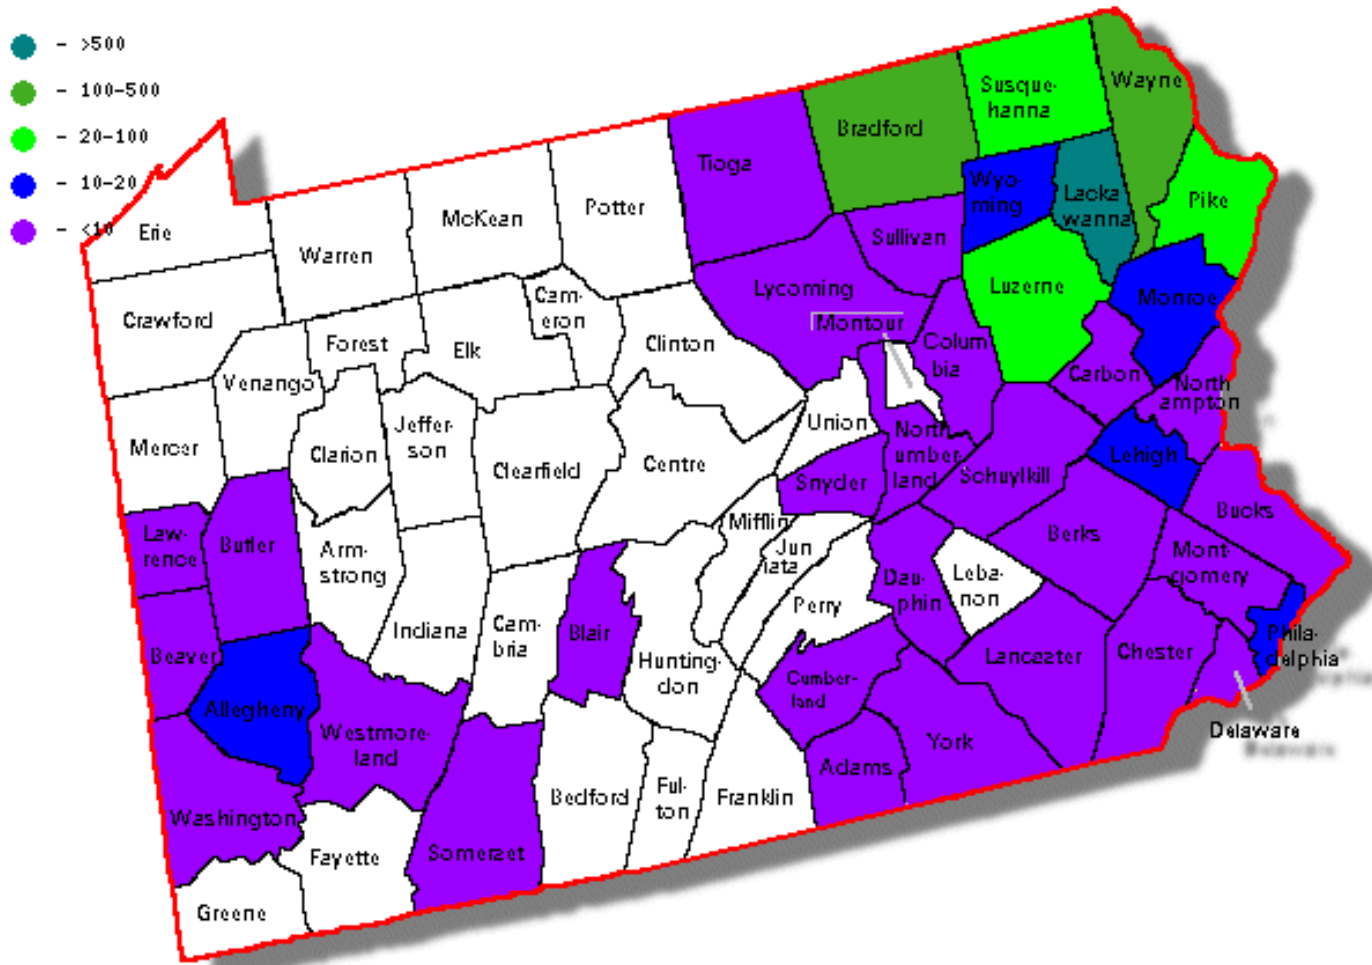 - >500
- 100-500
- 20-100
- 10-20
- <10
Erie
Crawford
Warren
McKean
Potter
Tioga
Bradford
Susque-
hanna
Wayne
Wyo-
ming
Lacka
wanna
Pike
Sullivan
Lycoming
Luzerne
Monroe
Mercer
Venango
Forest
Elk
Cam-
eron
Clinton
Montour
Colum
bia
Carbon
North
ampton
Clarion
Jeffer-
son
Clearfield
Centre
Union
Snyder
North
umber-
land
Schuylkill
Lehigh
Bucks
Law-
rence
Butler
Arm-
strong
Indiana
Cam-
bria
Blair
Hunting-
don
Mifflin
Jun
iata
Perry
Dau-
phin
Leba-
non
Berks
Mont-
gomery
Phila-
delphia
Beaver
Allegheny
Westmore-
land
Cumber-
land
Lancaster
Chester
Delaware
Washington
Somerset
Bedford
Ful-
ton
Franklin
Adams
York
Fayette
Greene